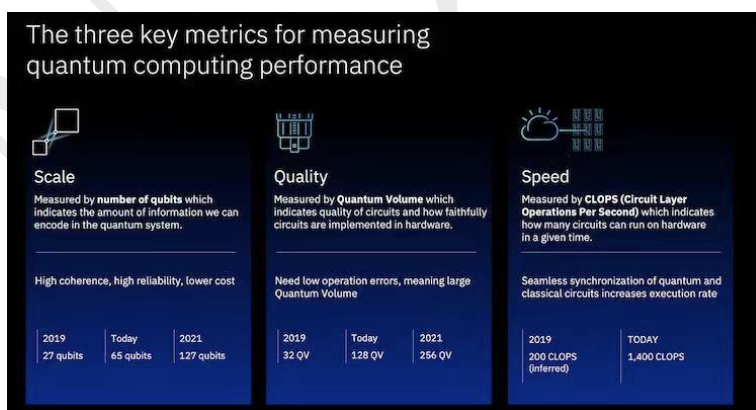 The three key metrics for measuring
quantum computing performance
Scale
Measured by number of qubits which
indicates the amount of information we can
encode in the quantum system.
High coherence, high reliability, lower cost
2019
27 qubits
Today
65 qubits
2021
127 qubits
Quality
Measured by Quantum Volume which
indicates quality of circuits and how faithfully
circuits are implemented in hardware.
Need low operation errors, meaning large
Quantum Volume
2019
32 QV
Today
128 QV
2021
256 QV
Speed
Measured by CLOPS (Circuit Layer
Operations Per Second) which indicates
how many circuits can run on hardware
in a given time.
Seamless synchronization of quantum and
classical circuits increases execution rate
2019
200 CLOPS
(inferred)
TODAY
1,400 CLOPS